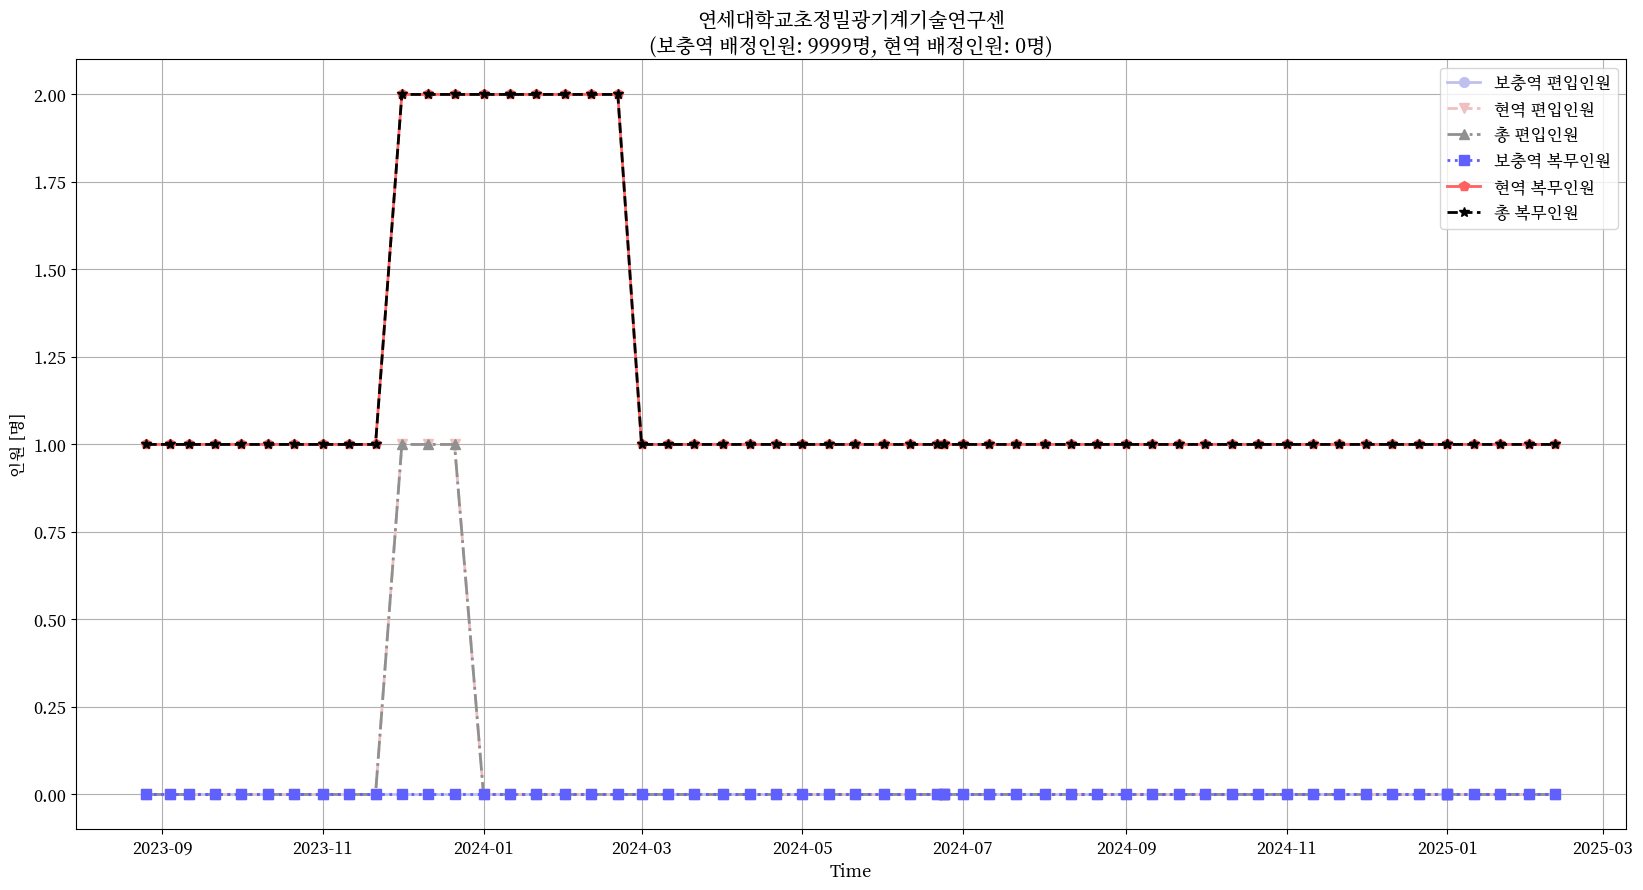 연세대학교초정밀광기계기술연구센
(보충역 배정인원: 9999명, 현역 배정인원: 0명)
보충역 편입인원
현역 편입인원
총 편입인원
보충역 복무인원
현역 복무인원
총 복무인원
인원 [명]
2.00
1.75
1.50
1.25
1.00
0.75
0.50
0.25
0.00
2023-09
2023-11
2024-01
2024-03
2024-05
2024-07
2024-09
2024-11
2025-01
2025-03
Time